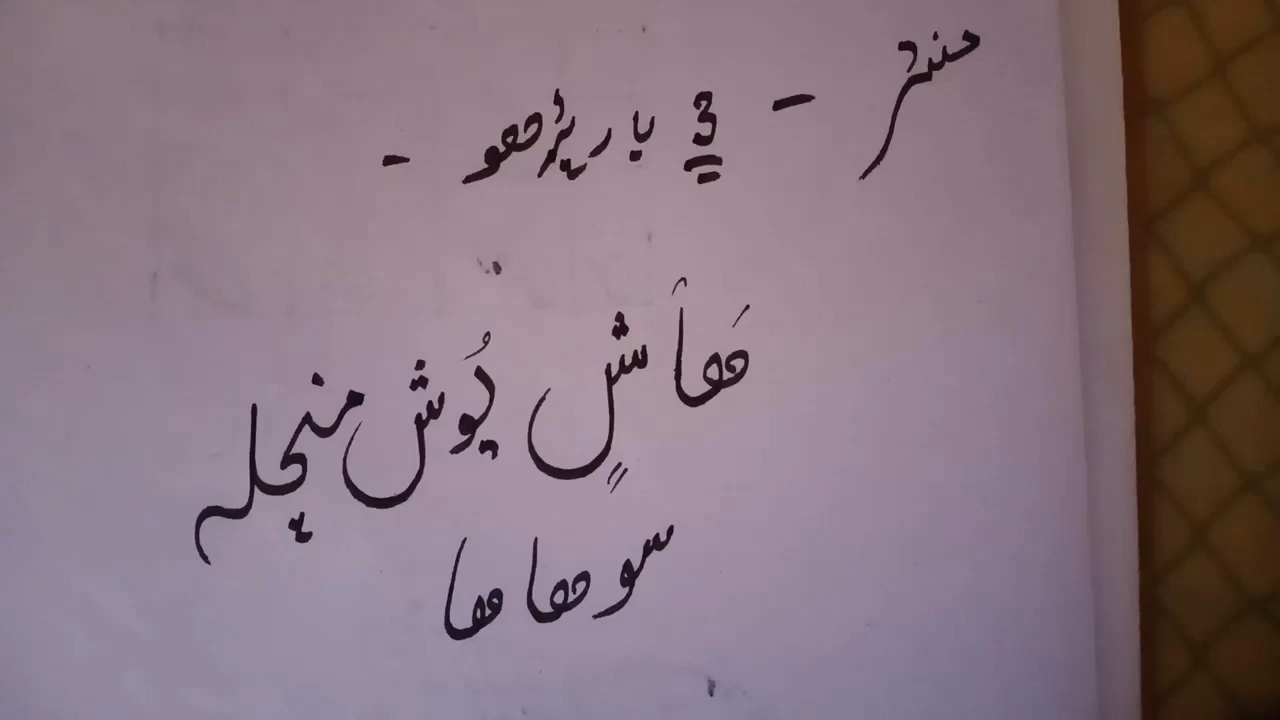 منتر - 3 بار پڑھو -
ھَاَشٍ یُوش منچلہ
سوھاھا